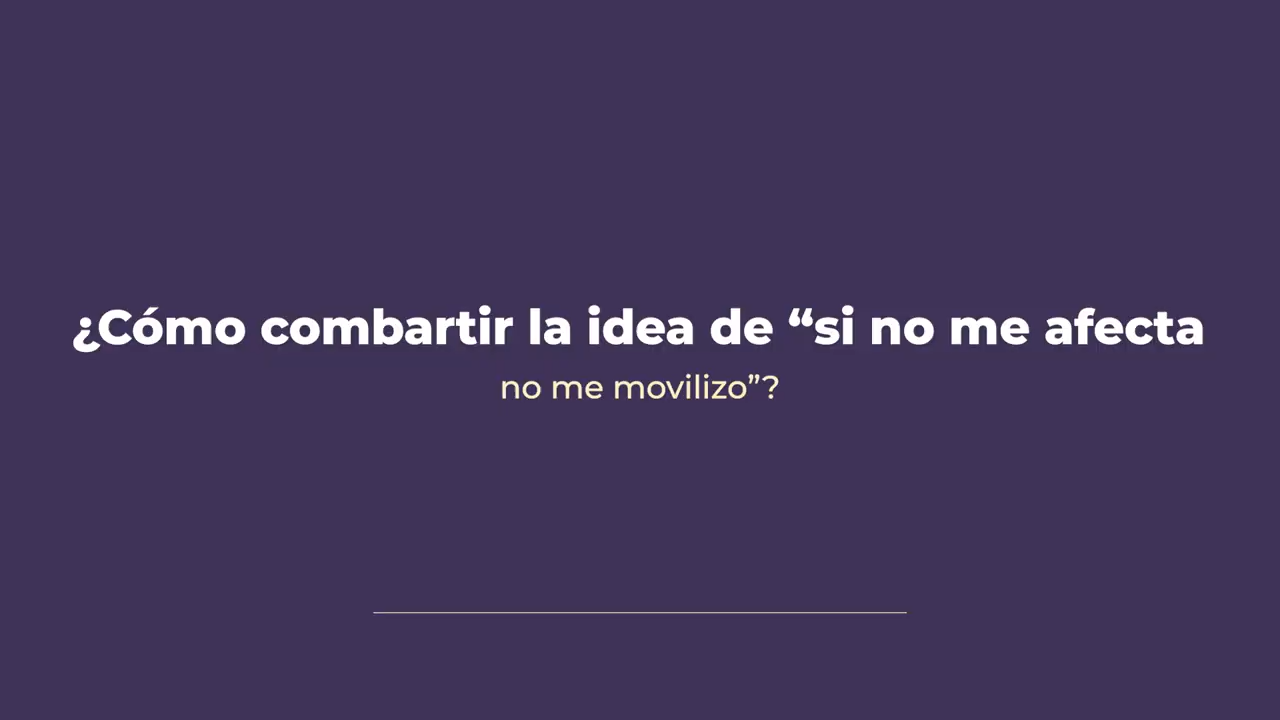 ¿Cómo combartir la idea de “si no me afecta
no me movilizo”?